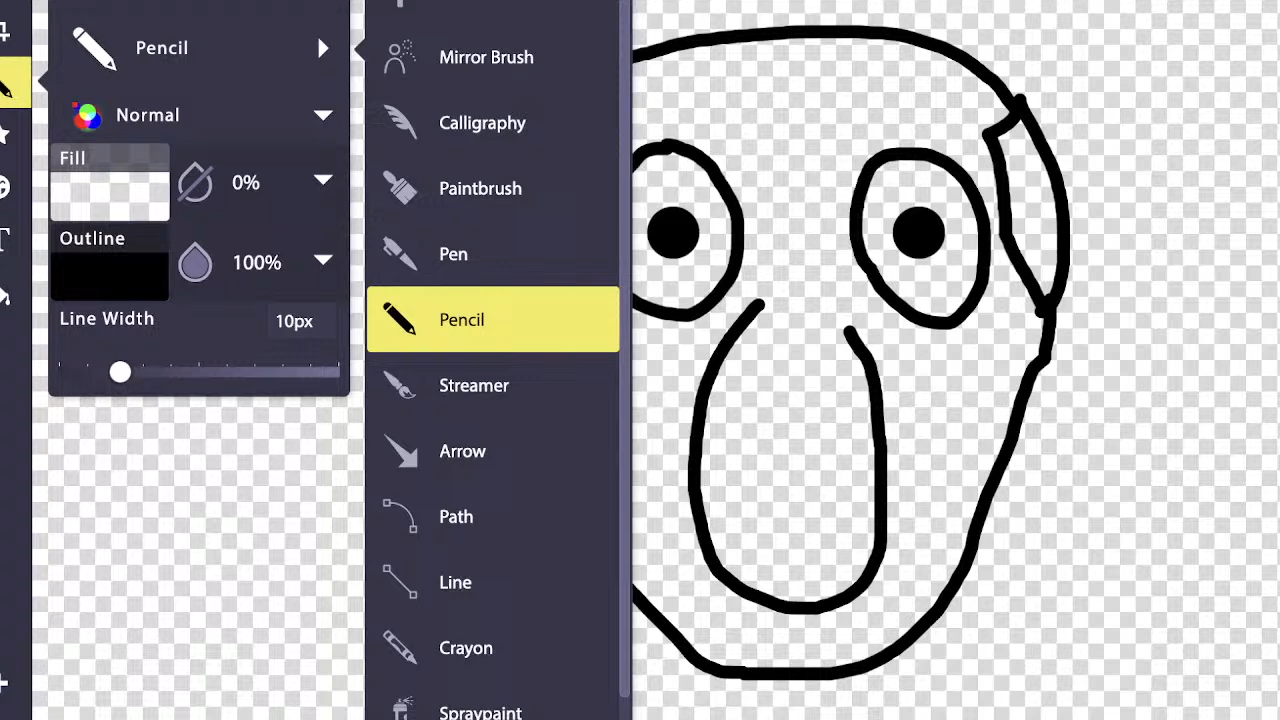 Pencil
Normal
Fill
0%
Outline
100%
Line Width
10px
Mirror Brush
Calligraphy
Paintbrush
Pen
Pencil
Streamer
Arrow
Path
Line
Crayon
Spraypaint